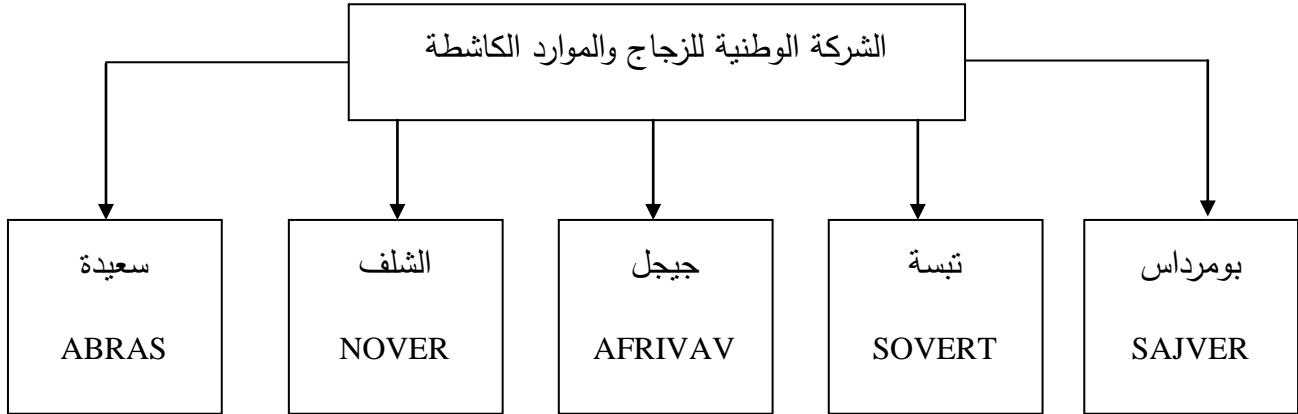 الشركة الوطنية للزجاج والموارد الكاشطة
بومرداس
SAJVER
تبسة
SOVERT
جيجل
AFRIVAV
الشلف
NOVER
سعيدة
ABRAS